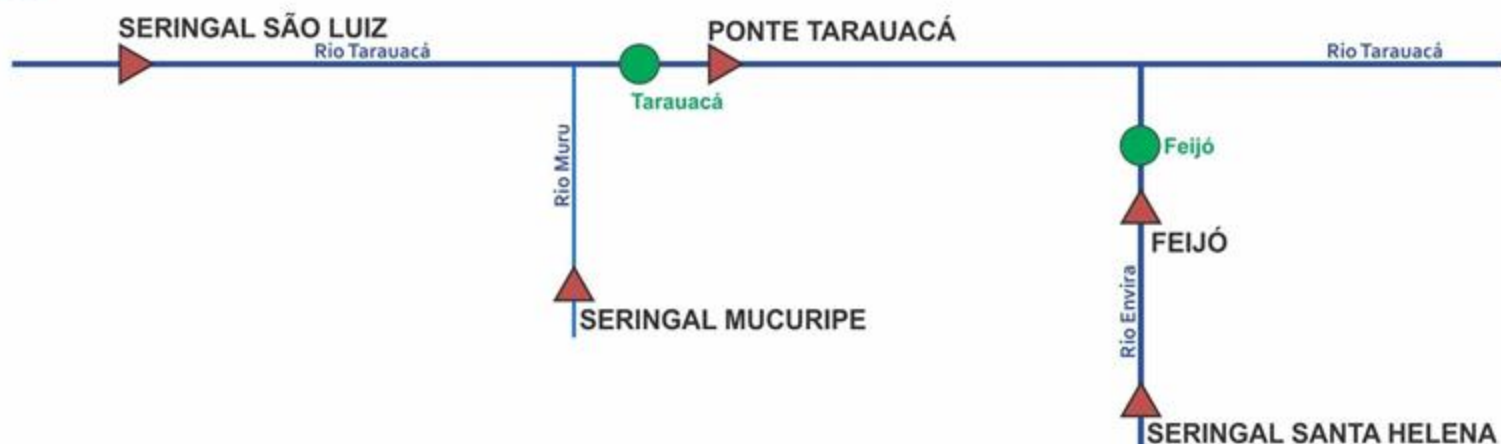 SERINGAL SÃO LUIZ
Rio Tarauacá
PONTE TARAUACÁ
Rio Tarauacá
Tarauacá
Rio Muru
Feijó
FEIJÓ
Rio Envira
SERINGAL MUCURIPE
SERINGAL SANTA HELENA